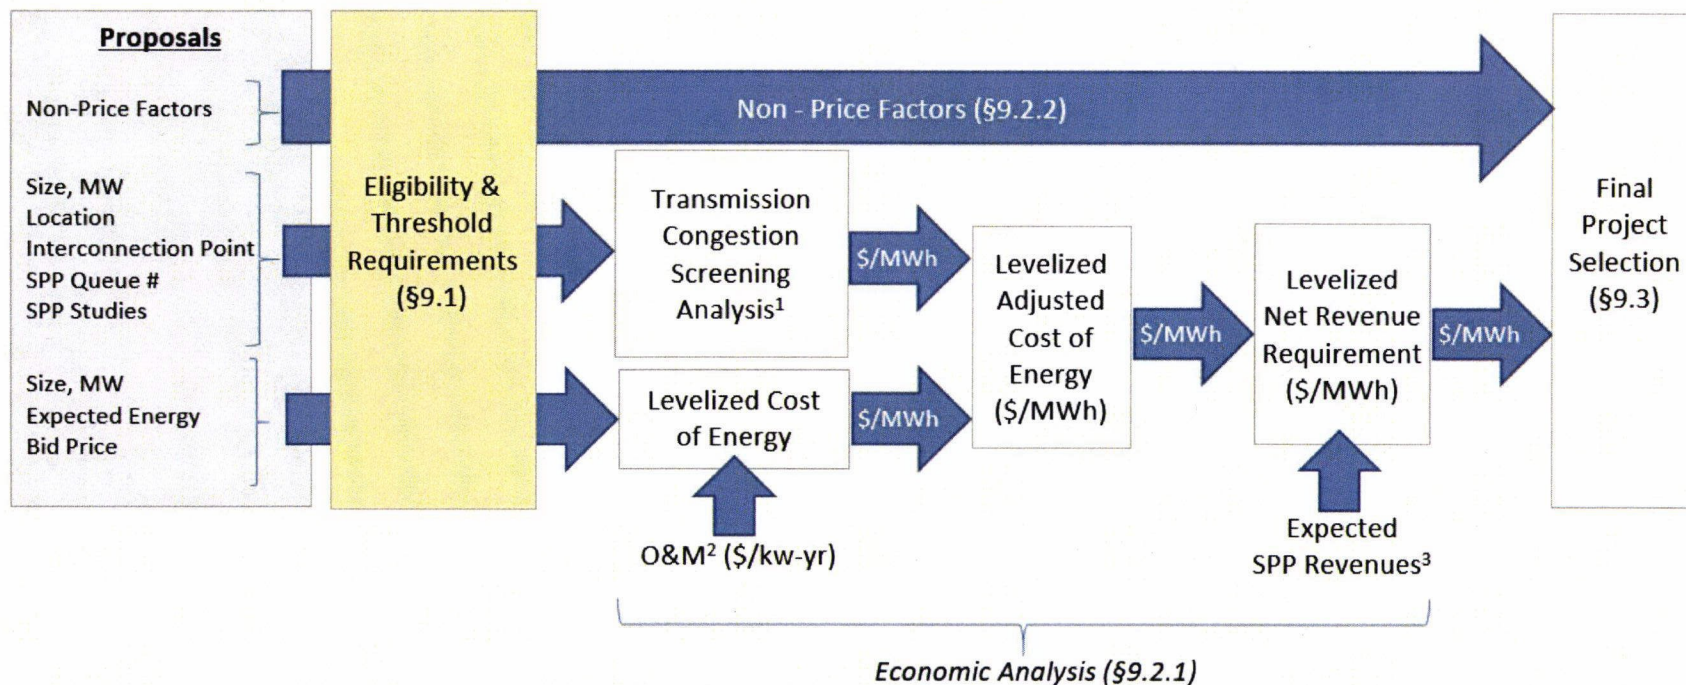 Proposals
Non-Price Factors
Size, MW
Location
Interconnection Point
SPP Queue #
SPP Studies
Size, MW
Expected Energy
Bid Price
Eligibility &
Threshold
Requirements
(§9.1)
Non - Price Factors (§9.2.2)
Transmission
Congestion
Screening
Analysis¹
$/MWh
Levelized Cost
of Energy
$/MWh
O&M² ($/kw-yr)
Levelized
Adjusted
Cost of
Energy
($/MWh)
$/MWh
Levelized
Net Revenue
Requirement
($/MWh)
$/MWh
Expected
SPP Revenues³
Final
Project
Selection
(§9.3)
Economic Analysis (§9.2.1)